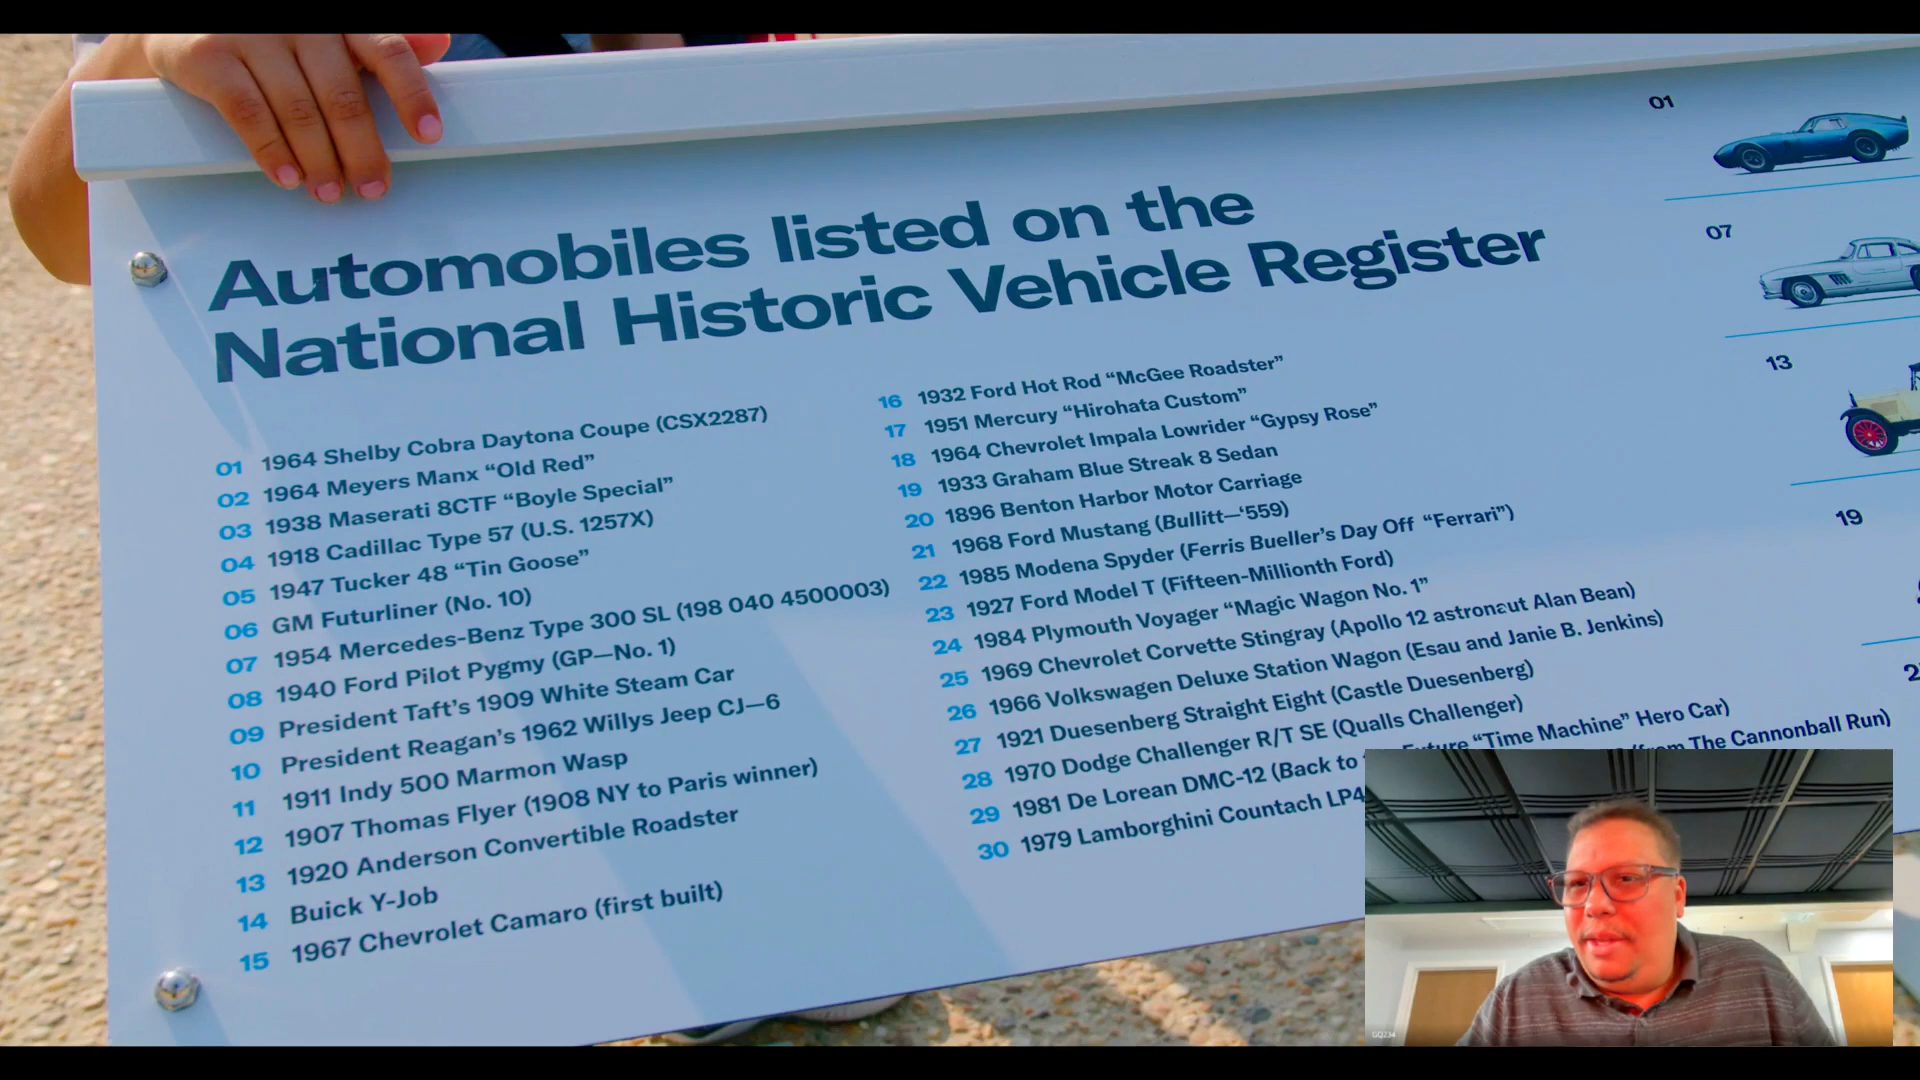 Automobiles listed on the
National Historic Vehicle Register
01 1964 Shelby Cobra Daytona Coupe (CSX2287)
02 1964 Meyers Manx “Old Red”
03 1938 Maserati 8CTF “Boyle Special”
04 1918 Cadillac Type 57 (U.S. 1257X)
05 1947 Tucker 48 “Tin Goose”
06 GM Futurliner (No. 10)
07 1954 Mercedes-Benz Type 300 SL (198 040 4500003)
08 1940 Ford Pilot Pygmy (GP—No. 1)
09 President Taft’s 1909 White Steam Car
10 President Reagan’s 1962 Willys Jeep CJ—6
11 1911 Indy 500 Marmon Wasp
12 1907 Thomas Flyer (1908 NY to Paris winner)
13 1920 Anderson Convertible Roadster
14 Buick Y-Job
15 1967 Chevrolet Camaro (first built)
16 1932 Ford Hot Rod “McGee Roadster”
17 1951 Mercury “Hirohata Custom”
18 1964 Chevrolet Impala Lowrider “Gypsy Rose”
19 1933 Graham Blue Streak 8 Sedan
20 1896 Benton Harbor Motor Carriage
21 1968 Ford Mustang (Bullitt—‘559)
22 1985 Modena Spyder (Ferris Bueller’s Day Off “Ferrari”)
23 1927 Ford Model T (Fifteen-Millionth Ford)
24 1984 Plymouth Voyager “Magic Wagon No. 1”
25 1969 Chevrolet Corvette Stingray (Apollo 12 astronaut Alan Bean)
26 1966 Volkswagen Deluxe Station Wagon (Esau and Janie B. Jenkins)
27 1921 Duesenberg Straight Eight (Castle Duesenberg)
28 1970 Dodge Challenger R/T SE (Qualls Challenger)
29 1981 De Lorean DMC-12 (Back to Future “Time Machine” Hero Car)
30 1979 Lamborghini Countach LP4 (from The Cannonball Run)
01
07
13
19
GQ234